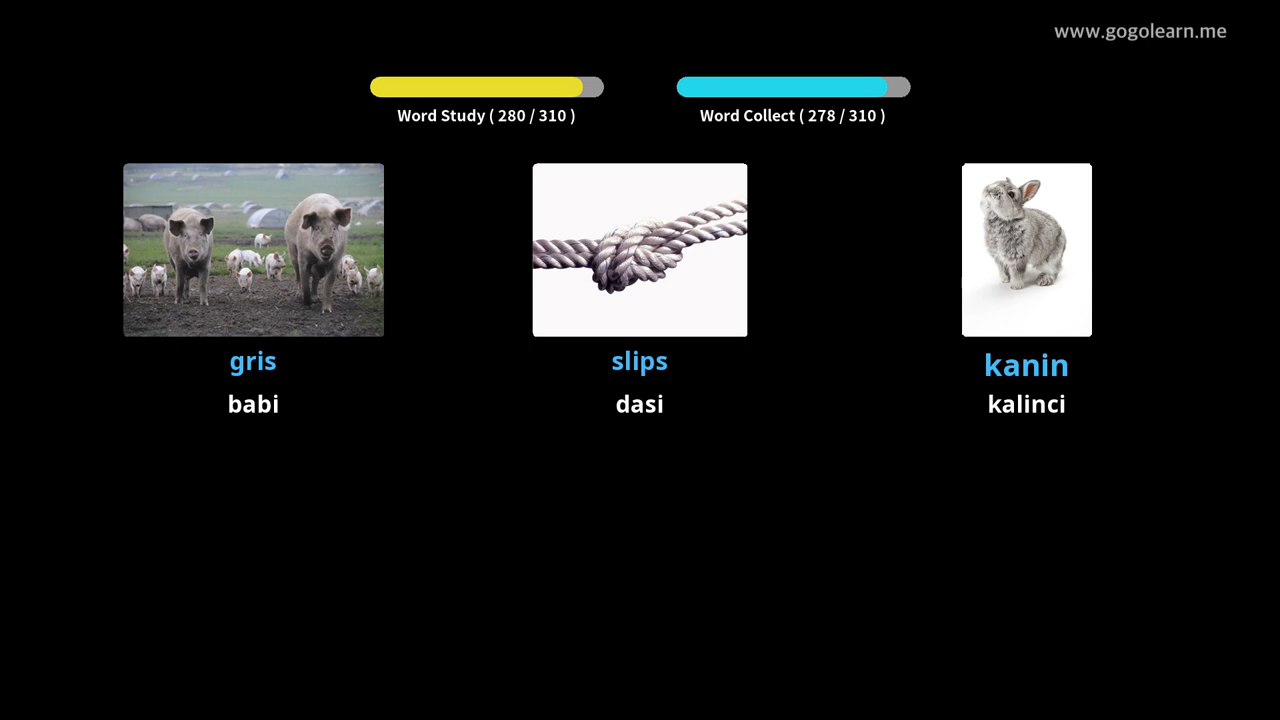 www.gogolearn.me
Word Study ( 280 / 310 )
Word Collect ( 278 / 310 )
gris
slips
kanin
babi
dasi
kalinci